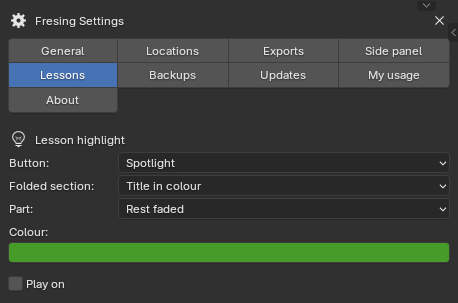 Fresing Settings
General Locations Exports Side panel
Lessons Backups Updates My usage
About
Lesson highlight
Button: Spotlight
Folded section: Title in colour
Part: Rest faded
Colour:
Play on